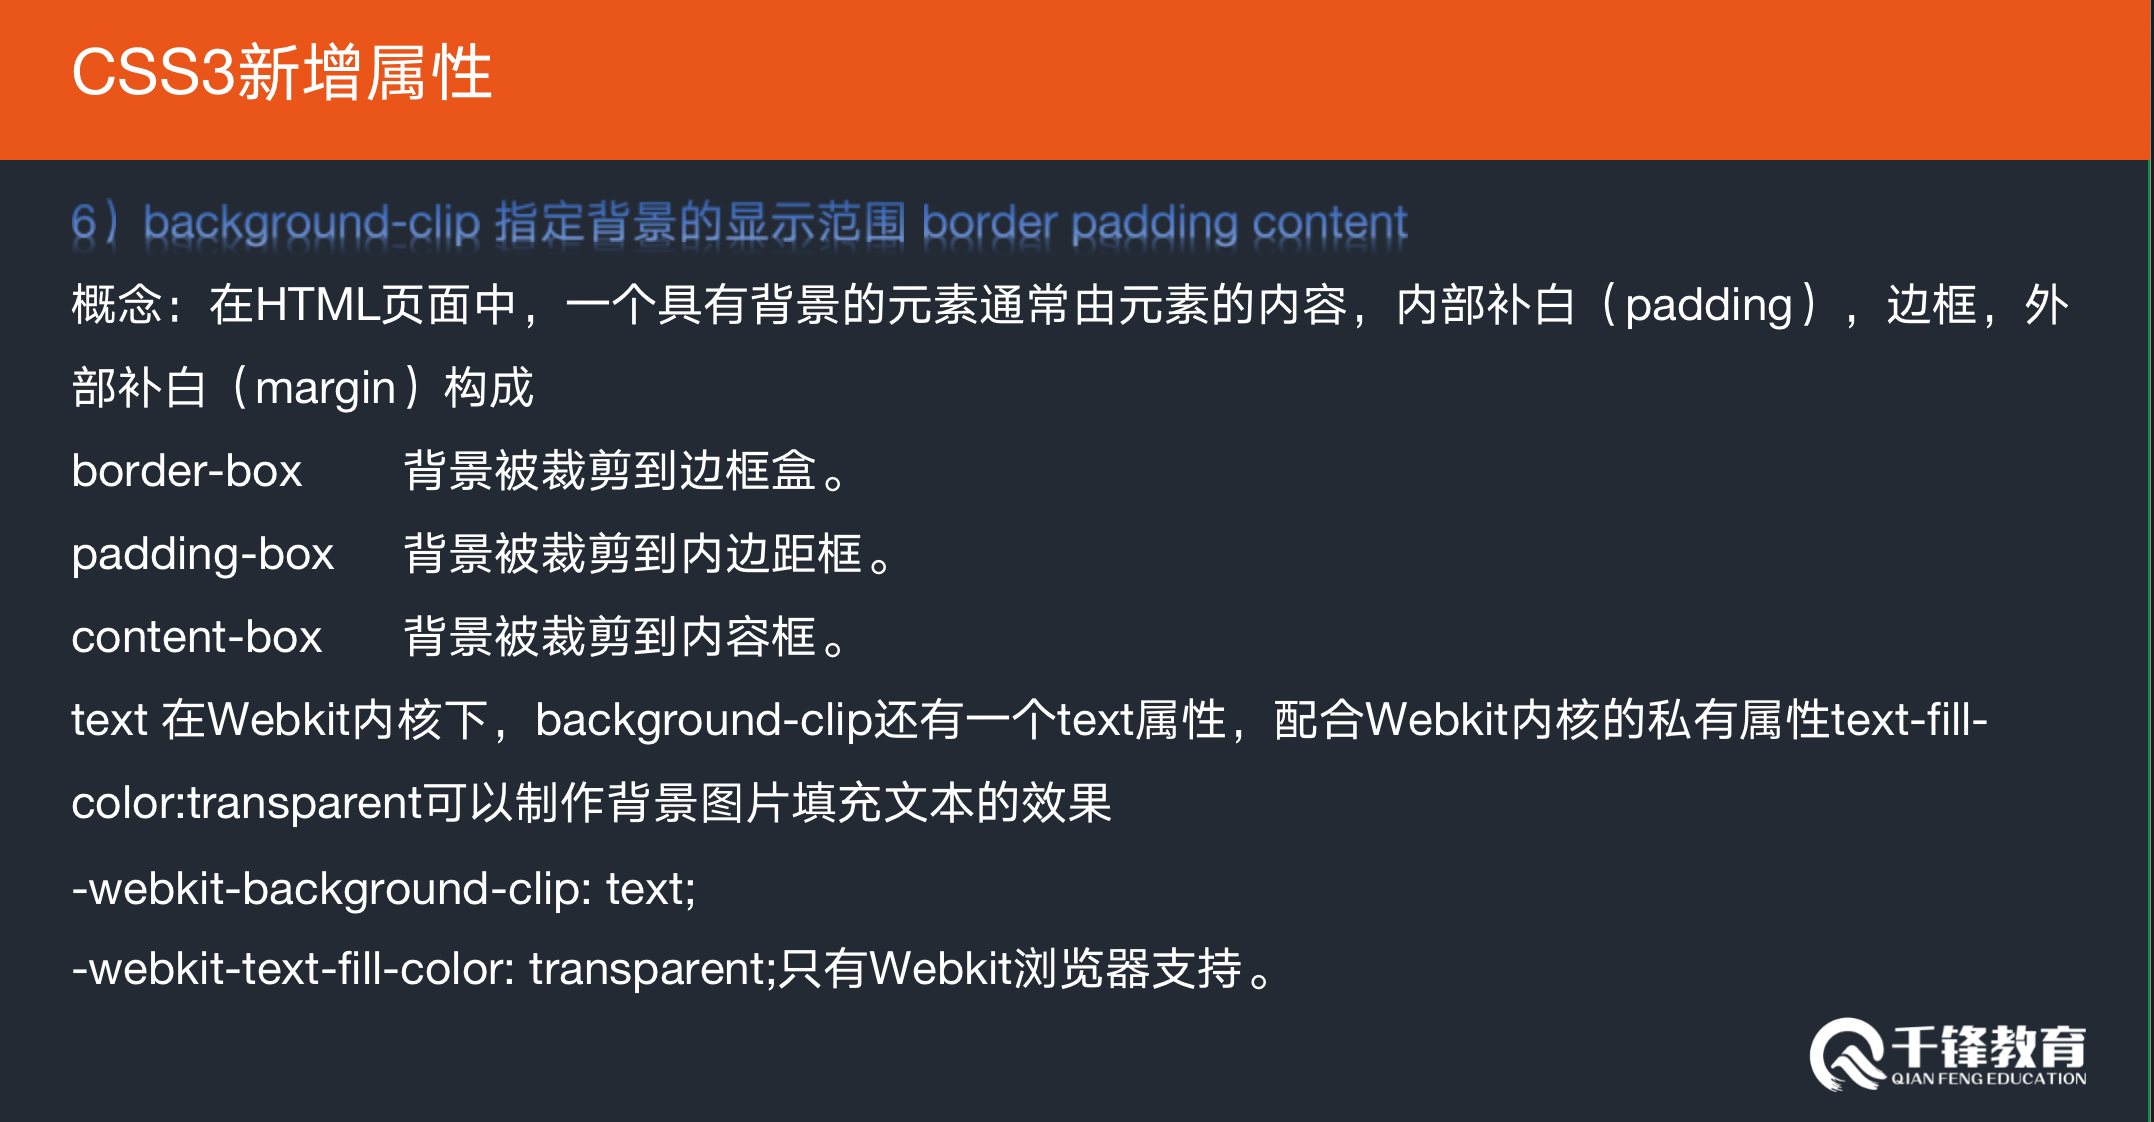 CSS3新增属性
6）background-clip 指定背景的显示范围 border padding content
概念：在HTML页面中，一个具有背景的元素通常由元素的内容，内部补白（padding），边框，外
部补白（margin）构成
border-box 背景被裁剪到边框盒。
padding-box 背景被裁剪到内边距框。
content-box 背景被裁剪到内容框。
text 在Webkit内核下，background-clip还有一个text属性，配合Webkit内核的私有属性text-fill-
color:transparent可以制作背景图片填充文本的效果
-webkit-background-clip: text;
-webkit-text-fill-color: transparent;只有Webkit浏览器支持。
千锋教育
QIAN FENG EDUCATION